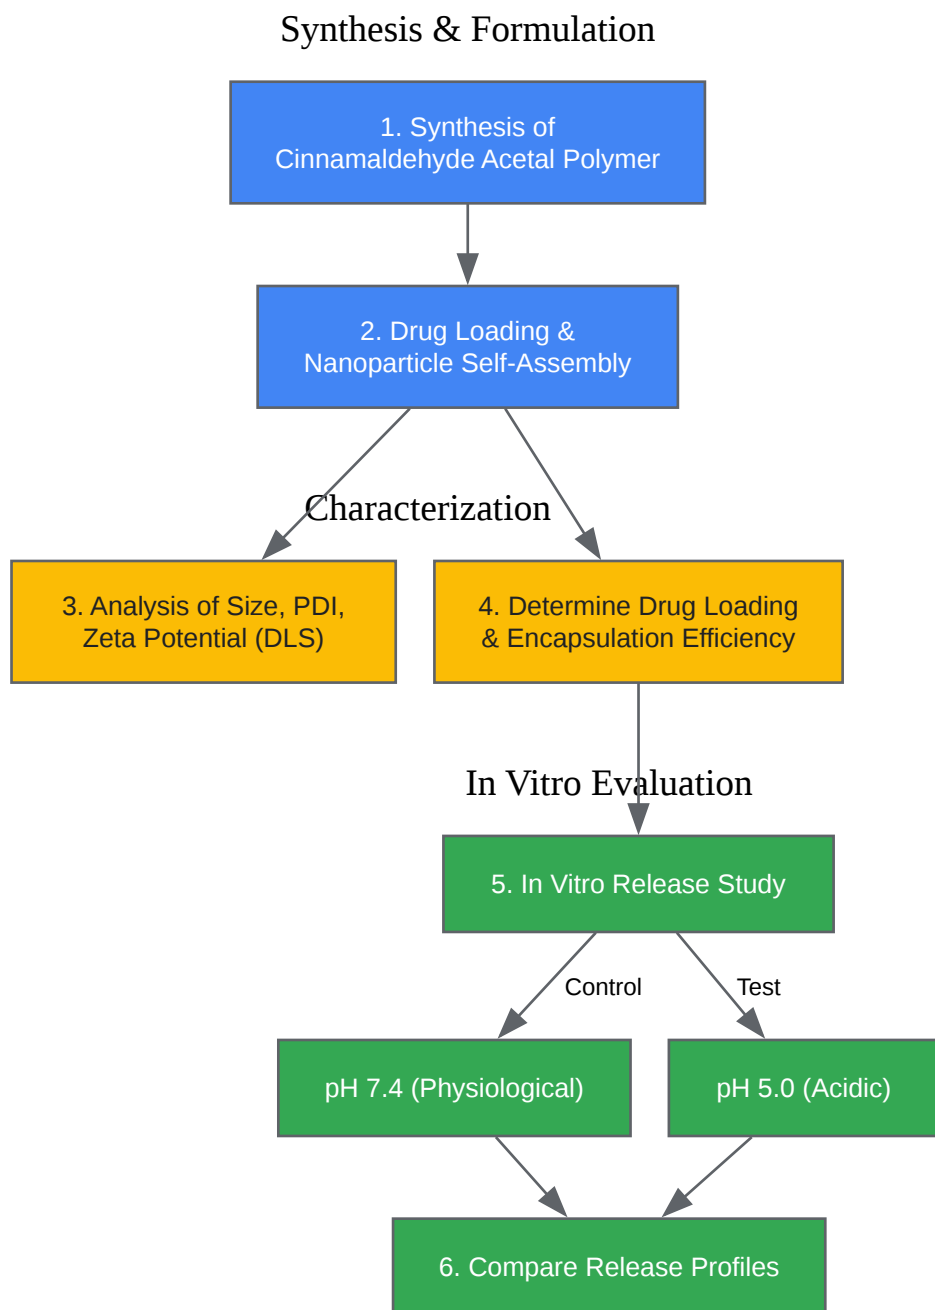 Synthesis & Formulation
1. Synthesis of
Cinnamaldehyde Acetal Polymer
2. Drug Loading &
Nanoparticle Self-Assembly
Characterization
3. Analysis of Size, PDI,
Zeta Potential (DLS)
4. Determine Drug Loading
& Encapsulation Efficiency
In Vitro Evaluation
5. In Vitro Release Study
Control
Test
pH 7.4 (Physiological)
pH 5.0 (Acidic)
6. Compare Release Profiles